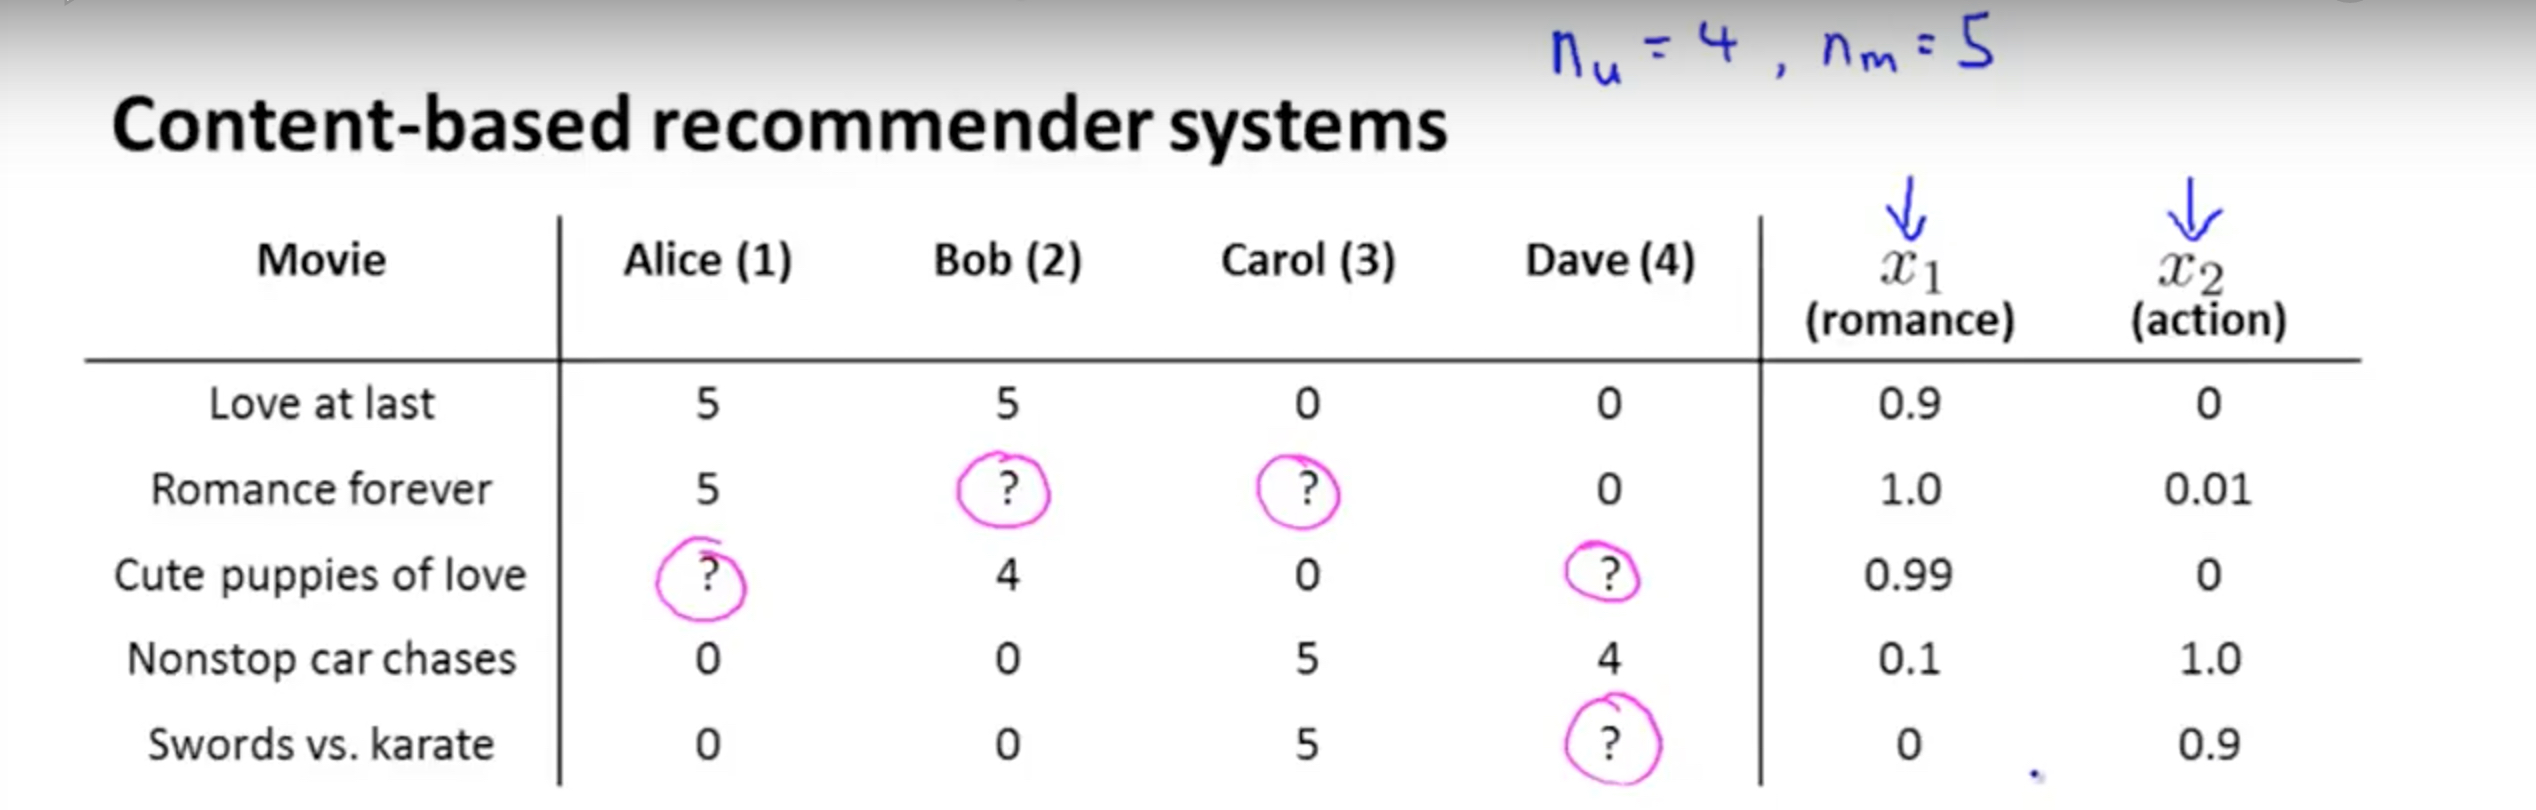 n_u = 4, n_m = 5
Content-based recommender systems
Movie Alice (1) Bob (2) Carol (3) Dave (4) x_1 (romance) x_2 (action)
Love at last 5 5 0 0 0.9 0
Romance forever 5 ? ? 0 1.0 0.01
Cute puppies of love ? 4 0 ? 0.99 0
Nonstop car chases 0 0 5 4 0.1 1.0
Swords vs. karate 0 0 5 ? 0 0.9